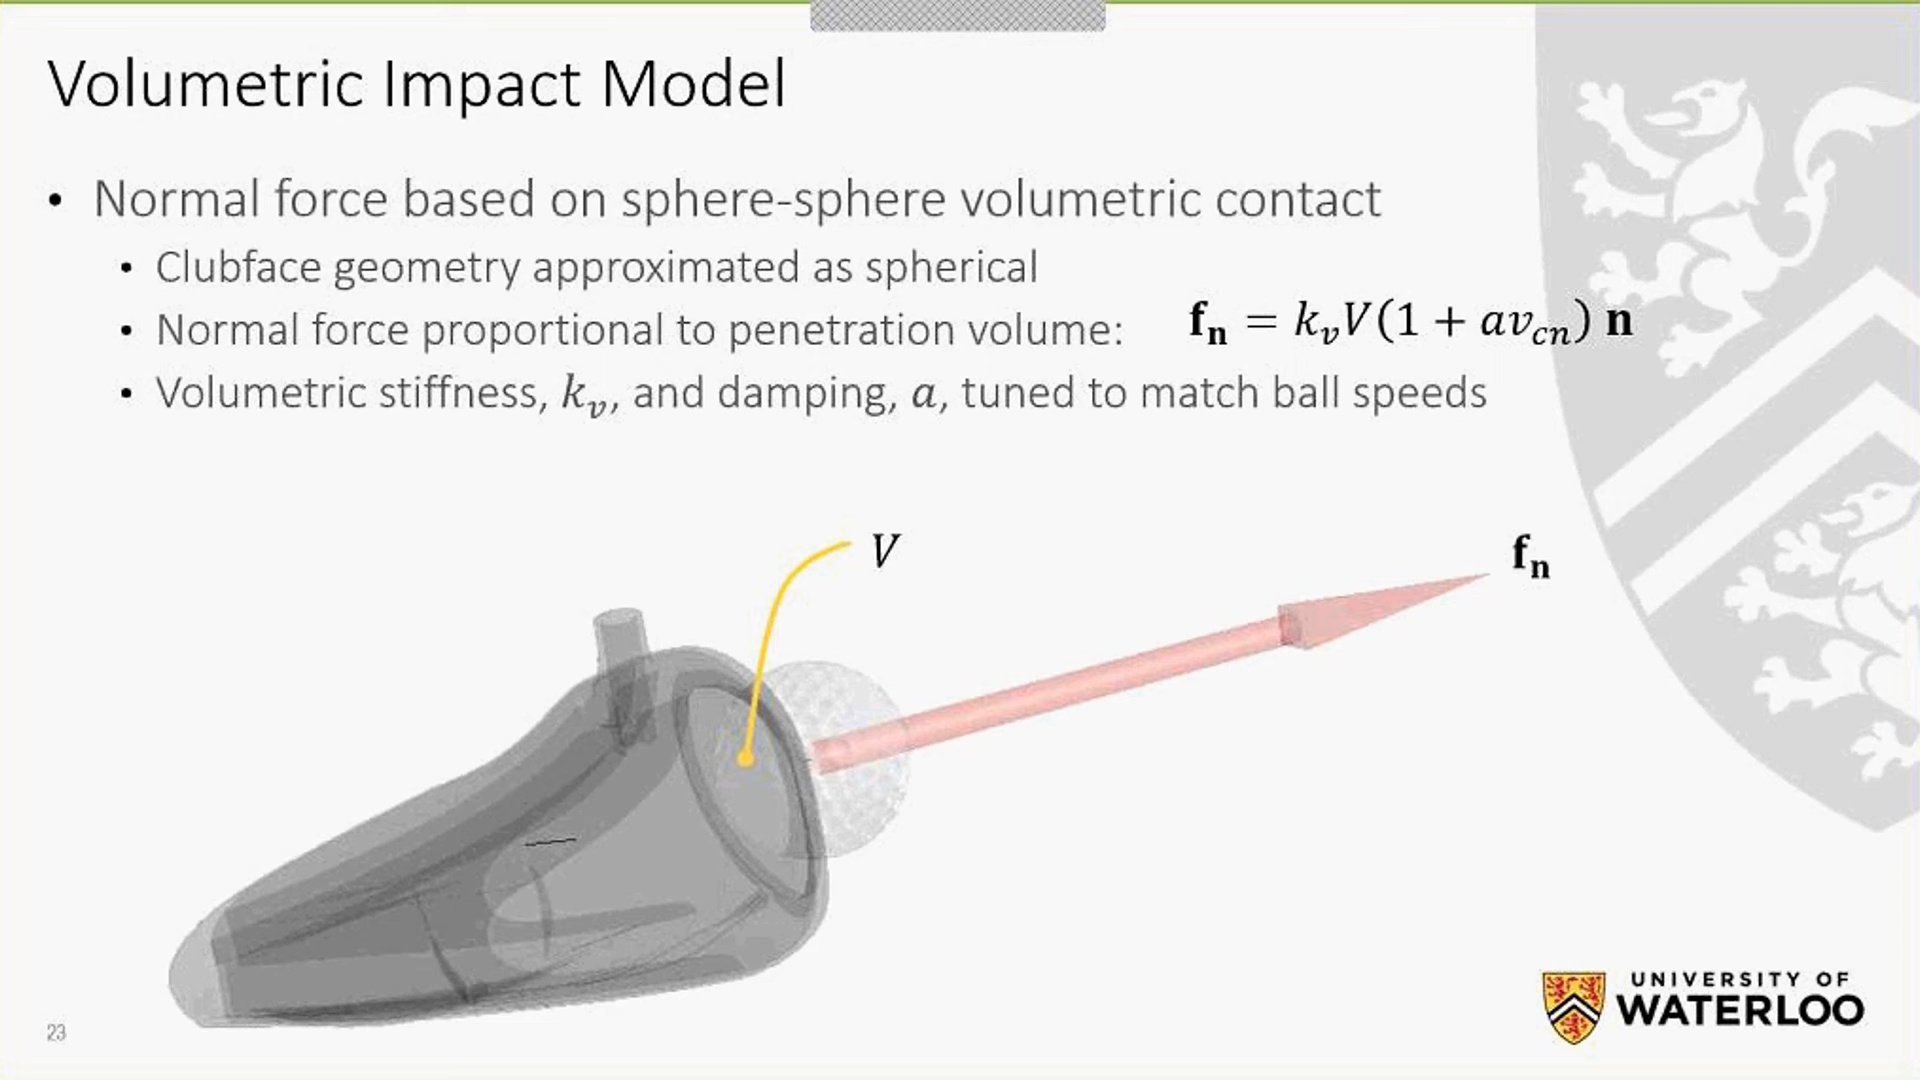 Volumetric Impact Model
• Normal force based on sphere-sphere volumetric contact
• Clubface geometry approximated as spherical
• Normal force proportional to penetration volume: 𝐟ₙ = kᵥV(1 + av_cn) 𝐧
• Volumetric stiffness, kᵥ, and damping, a, tuned to match ball speeds
V
𝐟ₙ
23
UNIVERSITY OF
WATERLOO